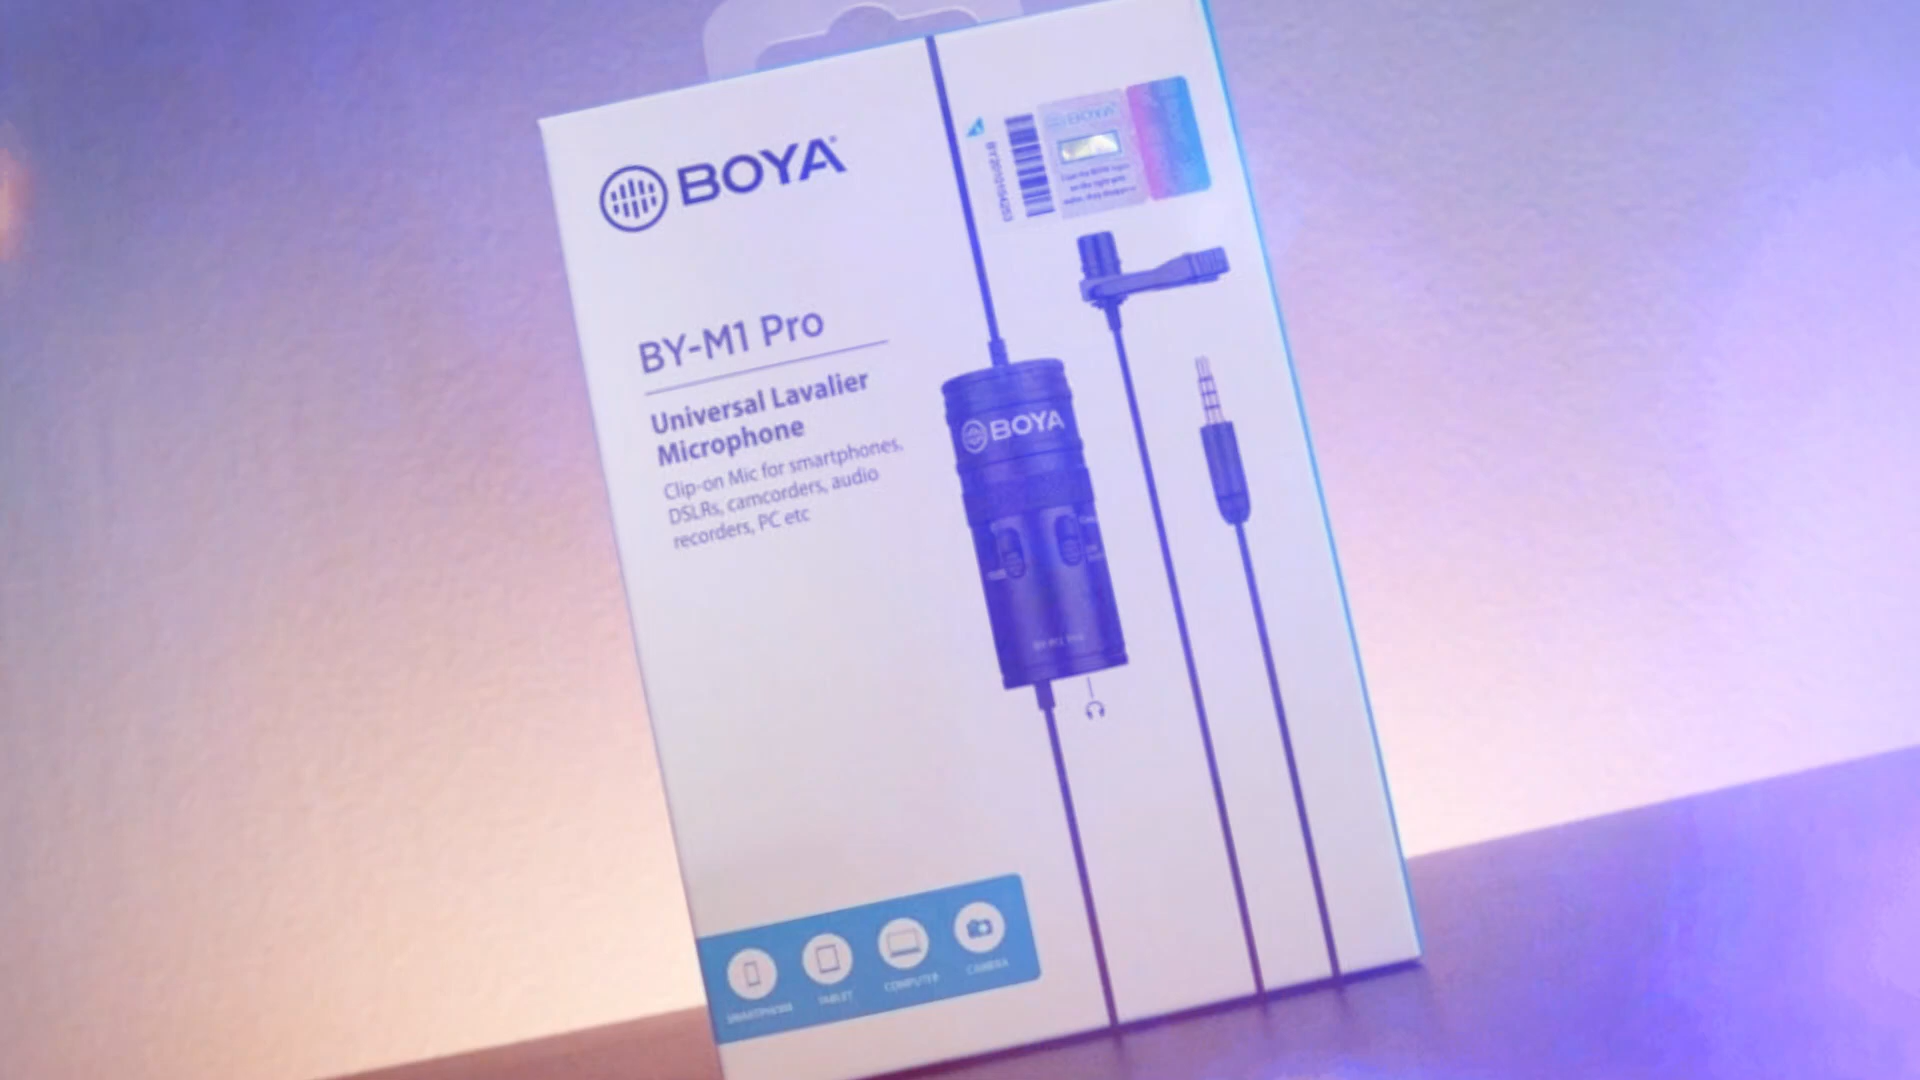 BOYA
BY-M1 Pro
Universal Lavalier
Microphone
Clip-on Mic for smartphones,
DSLRs, camcorders, audio
recorders, PC etc
BOYA
BOYA
SMARTPHONE
TABLET
COMPUTER
CAMERA